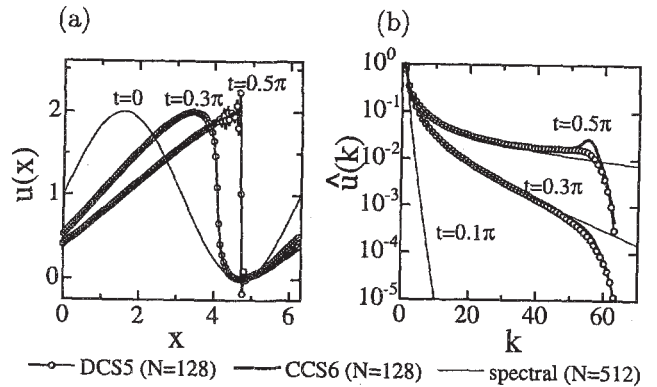 (a)
(b)
t=0
t=0.3π
t=0.5π
2
1
0
u(x)
0
2
4
6
x
10^0
10^-1
10^-2
10^-3
10^-4
10^-5
û(k)
t=0.5π
t=0.3π
t=0.1π
0
20
40
60
k
DCS5 (N=128) CCS6 (N=128) spectral (N=512)